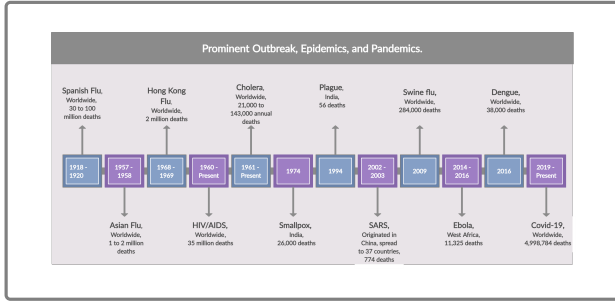 Prominent Outbreak, Epidemics, and Pandemics.
Spanish Flu,
Worldwide,
30 to 100
million deaths
Hong Kong
Flu,
Worldwide,
2 million deaths
Cholera,
Worldwide,
21,000 to
143,000 annual
deaths
Plague,
India,
56 deaths
Swine flu,
Worldwide,
284,000 deaths
Dengue,
Worldwide,
38,000 deaths
1918 -
1920
1957 -
1958
1968 -
1969
1960 -
Present
1961 -
Present
1974
1994
2002 -
2003
2009
2014 -
2016
2016
2019 -
Present
Asian Flu,
Worldwide,
1 to 2 million
deaths
HIV/AIDS,
Worldwide,
35 million deaths
Smallpox,
India,
26,000 deaths
SARS,
Originated in
China, spread
to 37 countries,
774 deaths
Ebola,
West Africa,
11,325 deaths
Covid-19,
Worldwide,
4,998,784 deaths